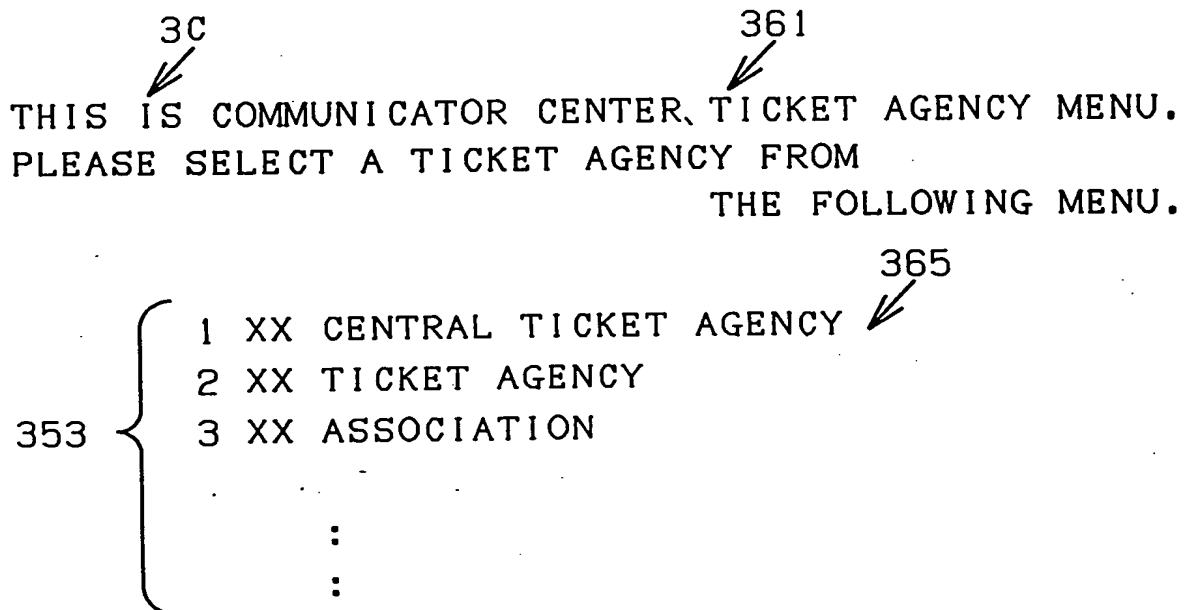 3C 361
THIS IS COMMUNICATOR CENTER、TICKET AGENCY MENU.
PLEASE SELECT A TICKET AGENCY FROM
THE FOLLOWING MENU.
365
1 XX CENTRAL TICKET AGENCY
2 XX TICKET AGENCY
353 3 XX ASSOCIATION
:
: